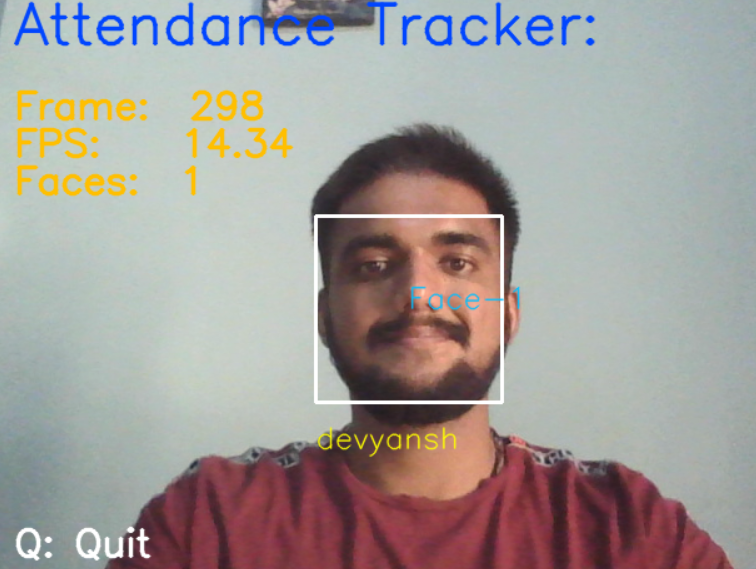 Attendance Tracker:
Frame: 298
FPS: 14.34
Faces: 1
Face-1
devyansh
Q: Quit